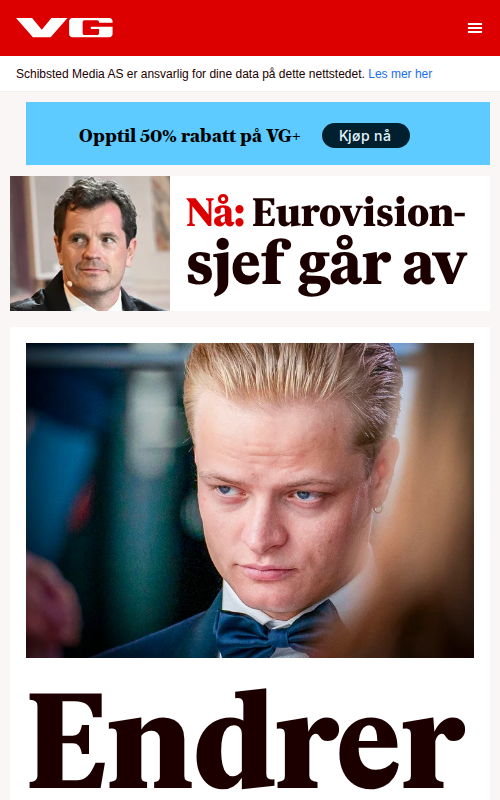 VG
Schibsted Media AS er ansvarlig for dine data på dette nettstedet. Les mer her
Opptil 50% rabatt på VG+ Kjøp nå
Nå: Eurovision-
sjef går av
Endrer